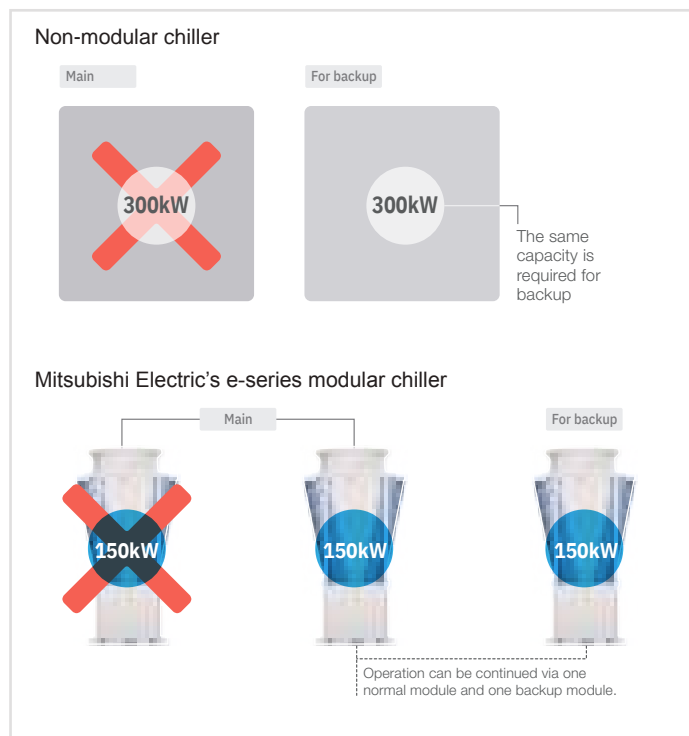 Non-modular chiller
Main
For backup
300kW
300kW
The same
capacity is
required for
backup
Mitsubishi Electric’s e-series modular chiller
Main
For backup
150kW
150kW
150kW
Operation can be continued via one
normal module and one backup module.